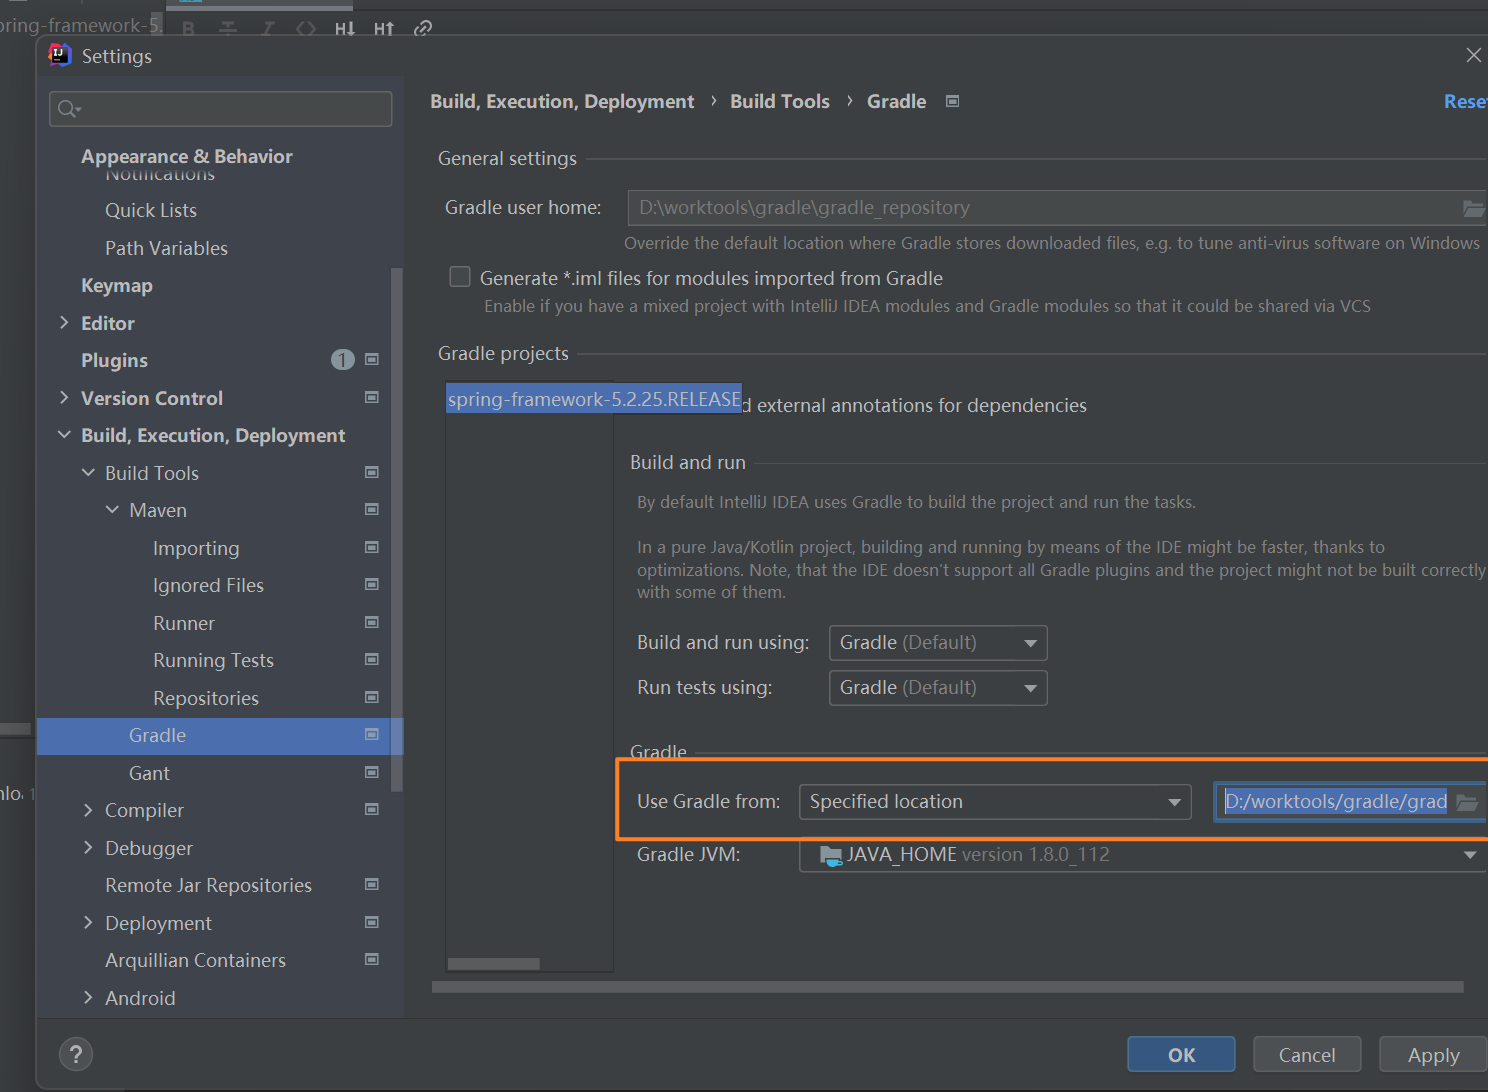 pring-framework-5.
B
I
H↓
H↑
Settings
Build, Execution, Deployment › Build Tools › Gradle
Rese
Appearance & Behavior
Notifications
Quick Lists
Path Variables
Keymap
Editor
Plugins 1
Version Control
Build, Execution, Deployment
Build Tools
Maven
Importing
Ignored Files
Runner
Running Tests
Repositories
Gradle
Gant
Compiler
Debugger
Remote Jar Repositories
Deployment
Arquillian Containers
Android
General settings
Gradle user home: D:\worktools\gradle\gradle_repository
Override the default location where Gradle stores downloaded files, e.g. to tune anti-virus software on Windows
Generate *.iml files for modules imported from Gradle
Enable if you have a mixed project with IntelliJ IDEA modules and Gradle modules so that it could be shared via VCS
Gradle projects
spring-framework-5.2.25.RELEASE
d external annotations for dependencies
Build and run
By default IntelliJ IDEA uses Gradle to build the project and run the tasks.
In a pure Java/Kotlin project, building and running by means of the IDE might be faster, thanks to
optimizations. Note, that the IDE doesn't support all Gradle plugins and the project might not be built correctly
with some of them.
Build and run using: Gradle (Default)
Run tests using: Gradle (Default)
Gradle
Use Gradle from: Specified location D:/worktools/gradle/grad
Gradle JVM: JAVA_HOME version 1.8.0_112
?
OK
Cancel
Apply